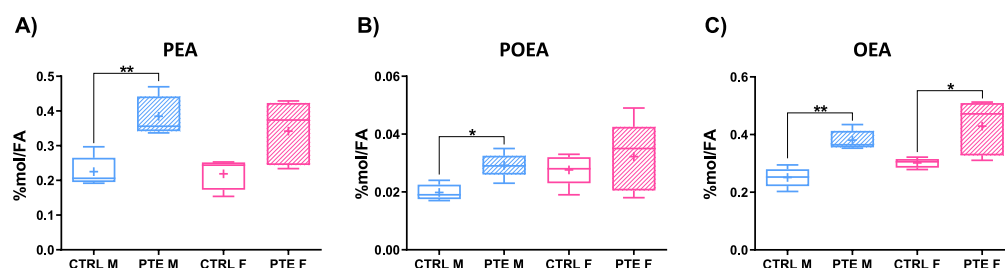 A)
PEA
%mol/FA
0.5
0.4
0.3
0.2
0.1
0.0
**
CTRL M PTE M CTRL F PTE F
B)
POEA
%mol/FA
0.06
0.04
0.02
0.00
*
CTRL M PTE M CTRL F PTE F
C)
OEA
%mol/FA
0.6
0.4
0.2
0.0
**
*
CTRL M PTE M CTRL F PTE F